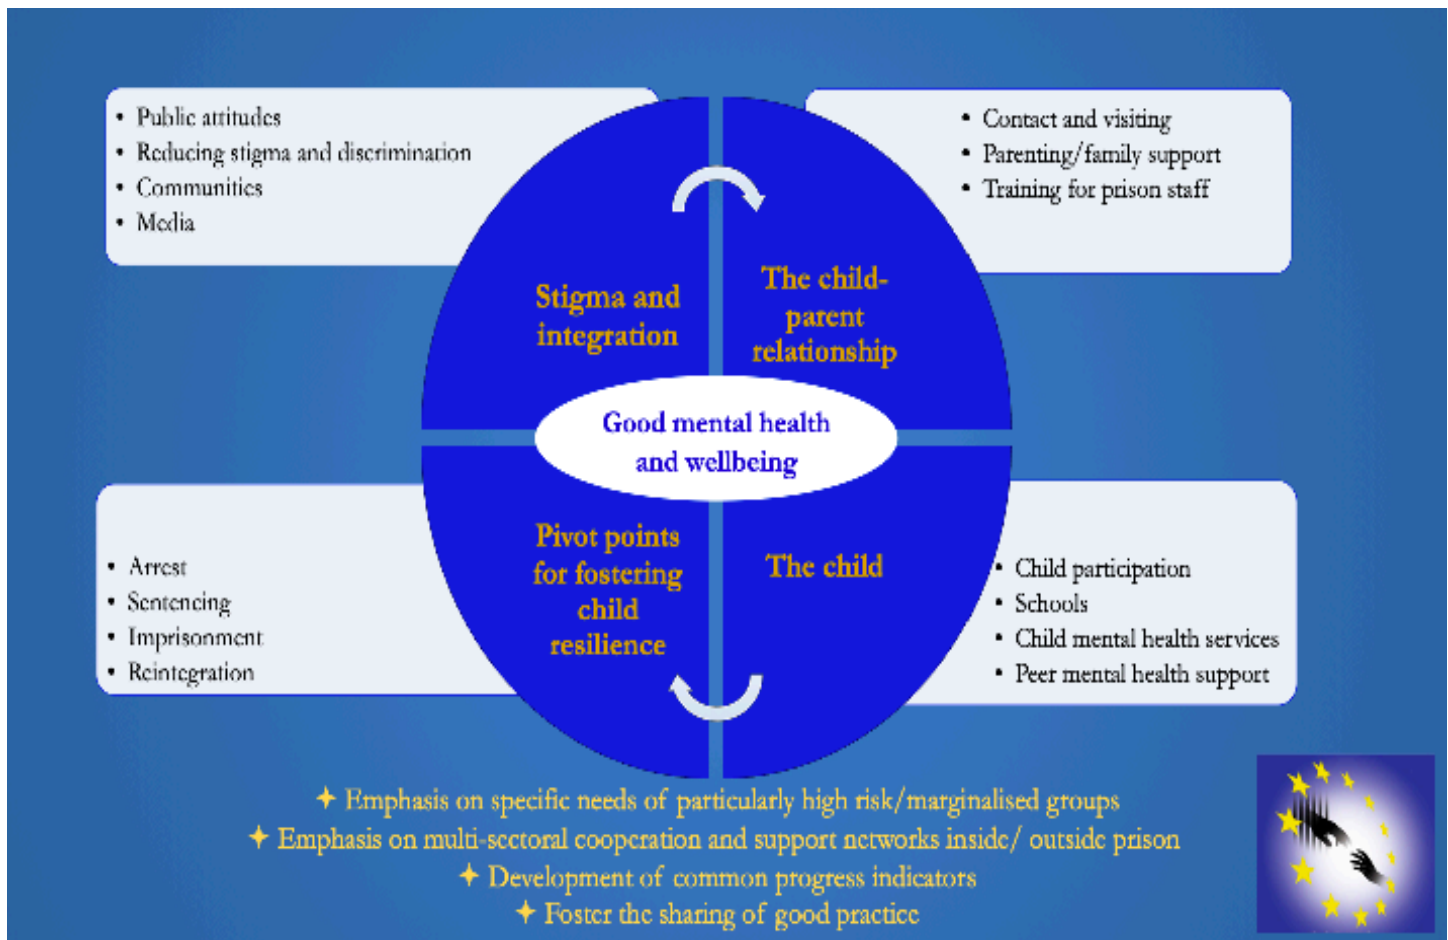 • Public attitudes
• Reducing stigma and discrimination
• Communities
• Media
• Contact and visiting
• Parenting/family support
• Training for prison staff
Stigma and
integration
The child-
parent
relationship
Good mental health
and wellbeing
Pivot points
for fostering
child
resilience
The child
• Arrest
• Sentencing
• Imprisonment
• Reintegration
• Child participation
• Schools
• Child mental health services
• Peer mental health support
✦ Emphasis on specific needs of particularly high risk/marginalised groups
✦ Emphasis on multi-sectoral cooperation and support networks inside/ outside prison
✦ Development of common progress indicators
✦ Foster the sharing of good practice